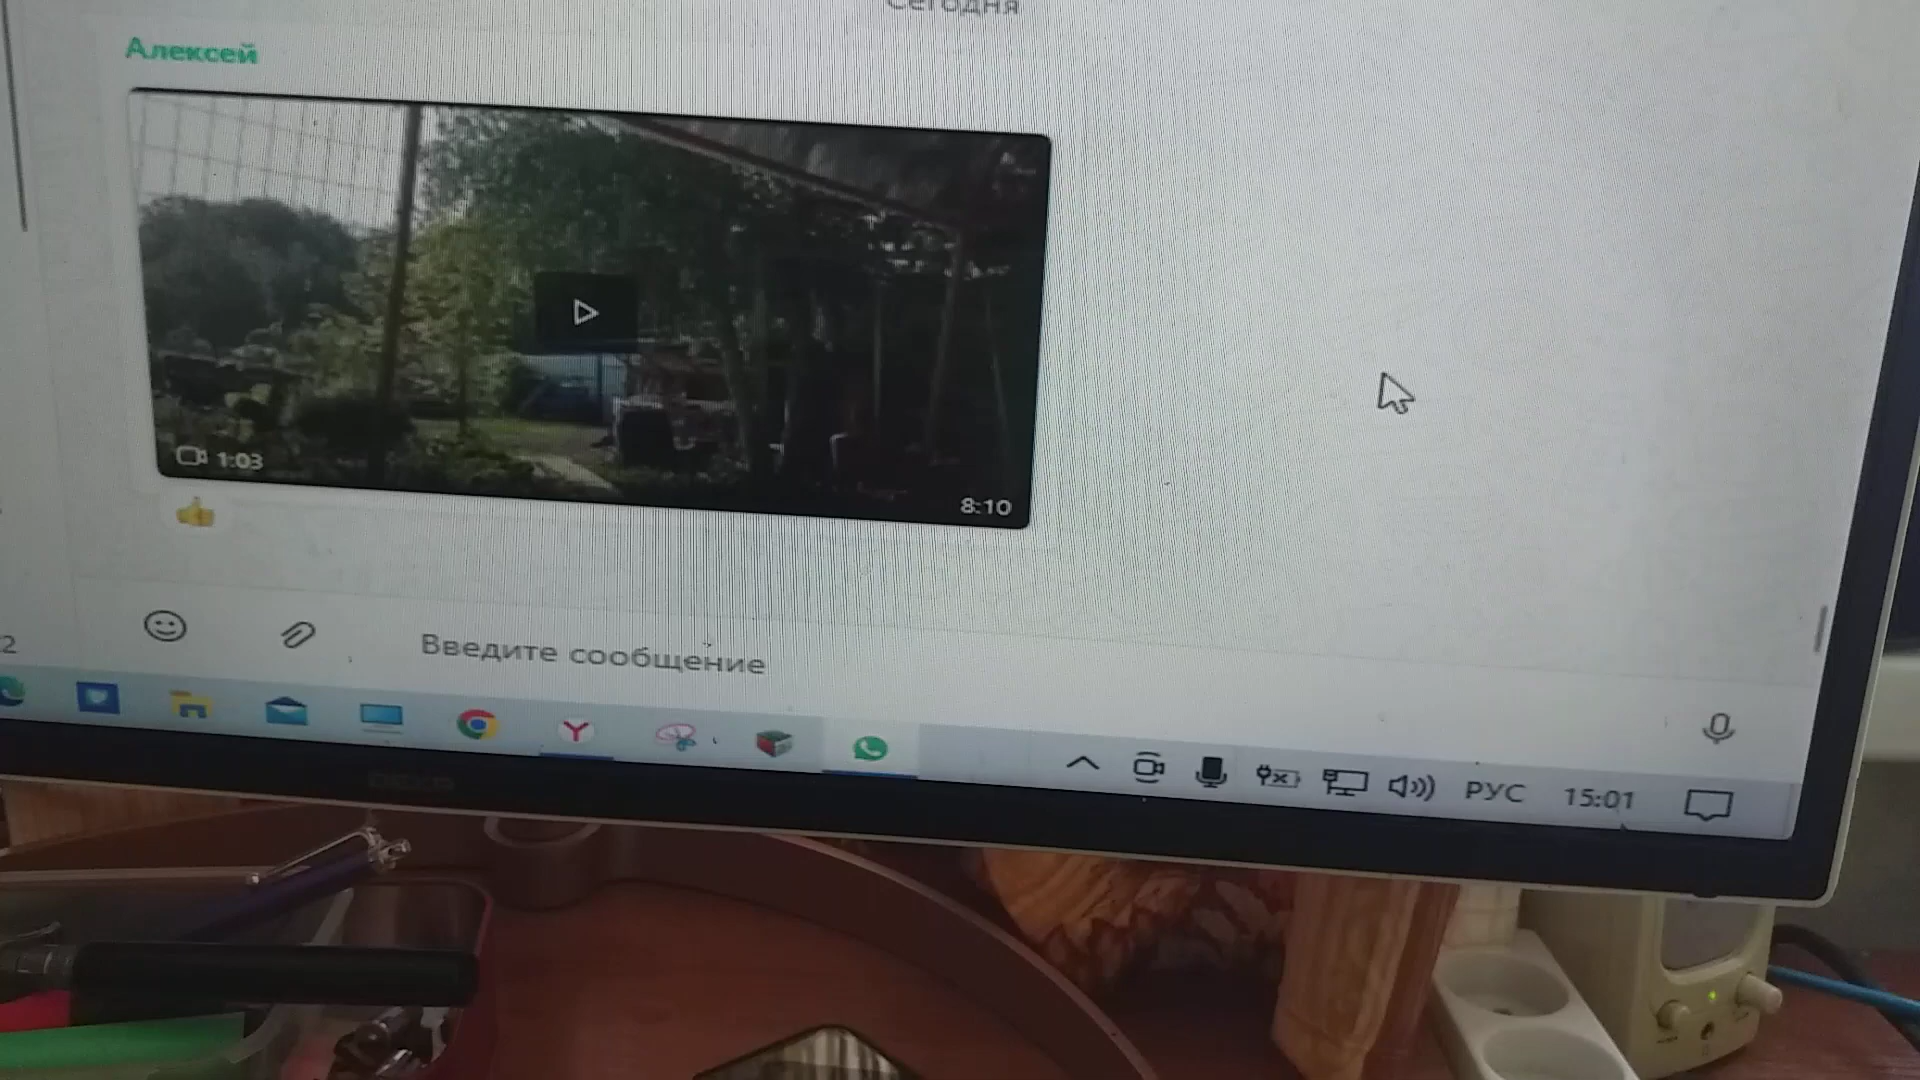 Сегодня
Алексей
1:03
8:10
Введите сообщение
РУС
15:01